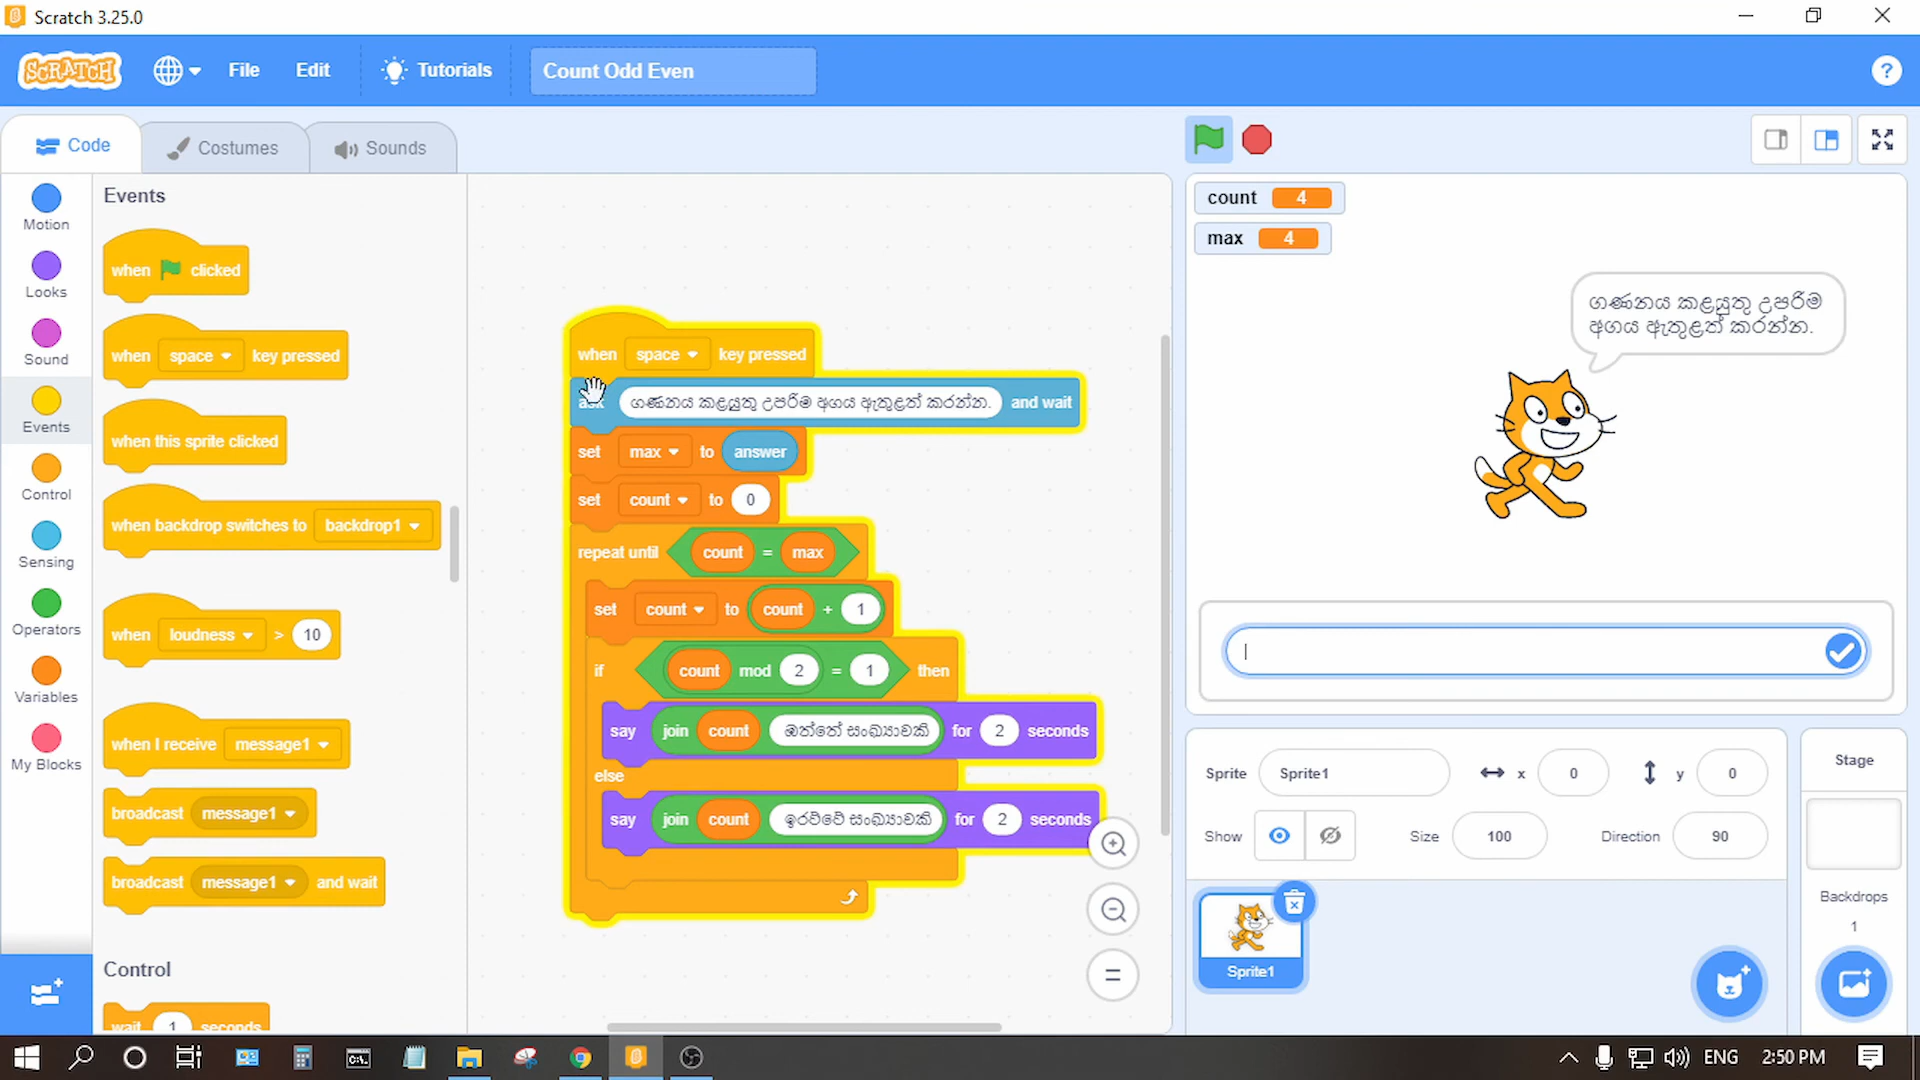 Scratch 3.25.0
SCRATCH
File
Edit
Tutorials
Count Odd Even
?
Code
Costumes
Sounds
Motion
Looks
Sound
Events
Control
Sensing
Operators
Variables
My Blocks
Events
when clicked
when space key pressed
when this sprite clicked
when backdrop switches to backdrop1
when loudness > 10
when I receive message1
broadcast message1
broadcast message1 and wait
Control
wait 1 seconds
when space key pressed
ask ගණනය කළයුතු උපරිම අගය ඇතුළත් කරන්න. and wait
set max to answer
set count to 0
repeat until count = max
set count to count + 1
if count mod 2 = 1 then
say join count ඔත්තේ සංඛ්‍යාවකි for 2 seconds
else
say join count ඉරට්ටේ සංඛ්‍යාවකි for 2 seconds
count 4
max 4
ගණනය කළයුතු උපරිම
අගය ඇතුළත් කරන්න.
Sprite Sprite1 x 0 y 0
Show Size 100 Direction 90
Sprite1
Stage
Backdrops
1
ENG 2:50 PM